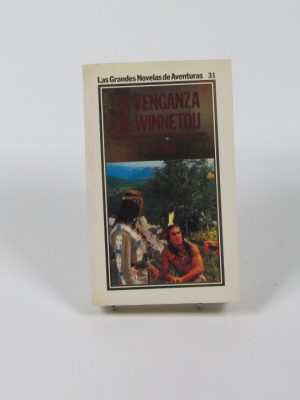 Las Grandes Novelas de Aventuras 31
LA VENGANZA
DE WINNETOU